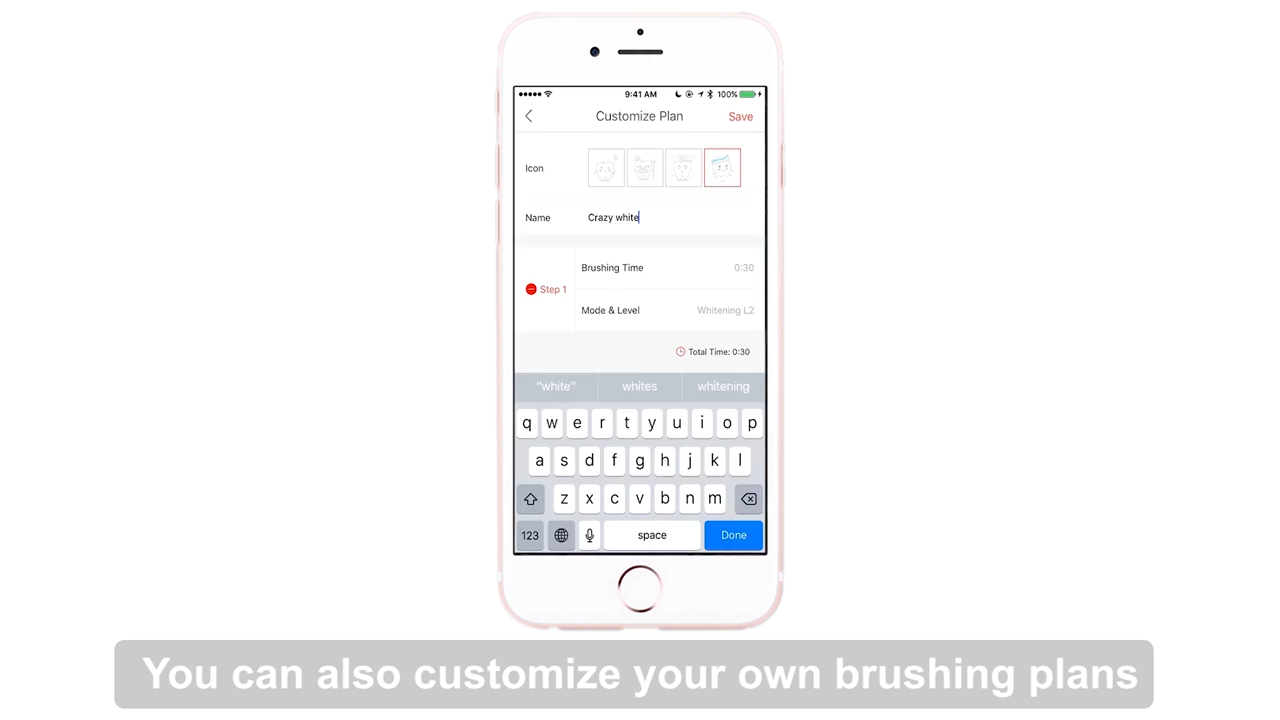 9:41 AM 100%
Customize Plan Save
Icon
Name Crazy white
Brushing Time 0:30
Step 1
Mode & Level Whitening L2
Total Time: 0:30
“white” whites whitening
q w e r t y u i o p
a s d f g h j k l
z x c v b n m
123 space Done
You can also customize your own brushing plans